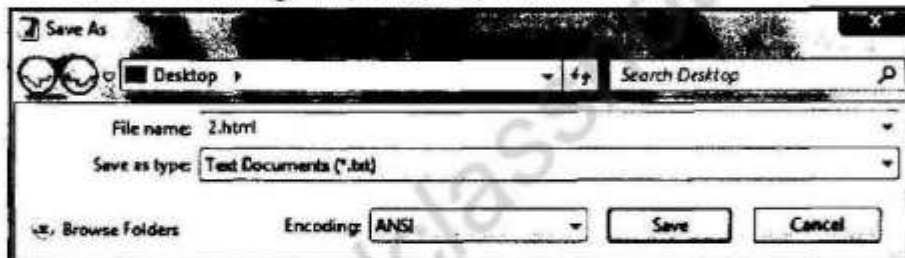 Save As
Desktop
Search Desktop
File name: 2.html
Save as type: Text Documents (*.txt)
Browse Folders
Encoding: ANSI
Save
Cancel